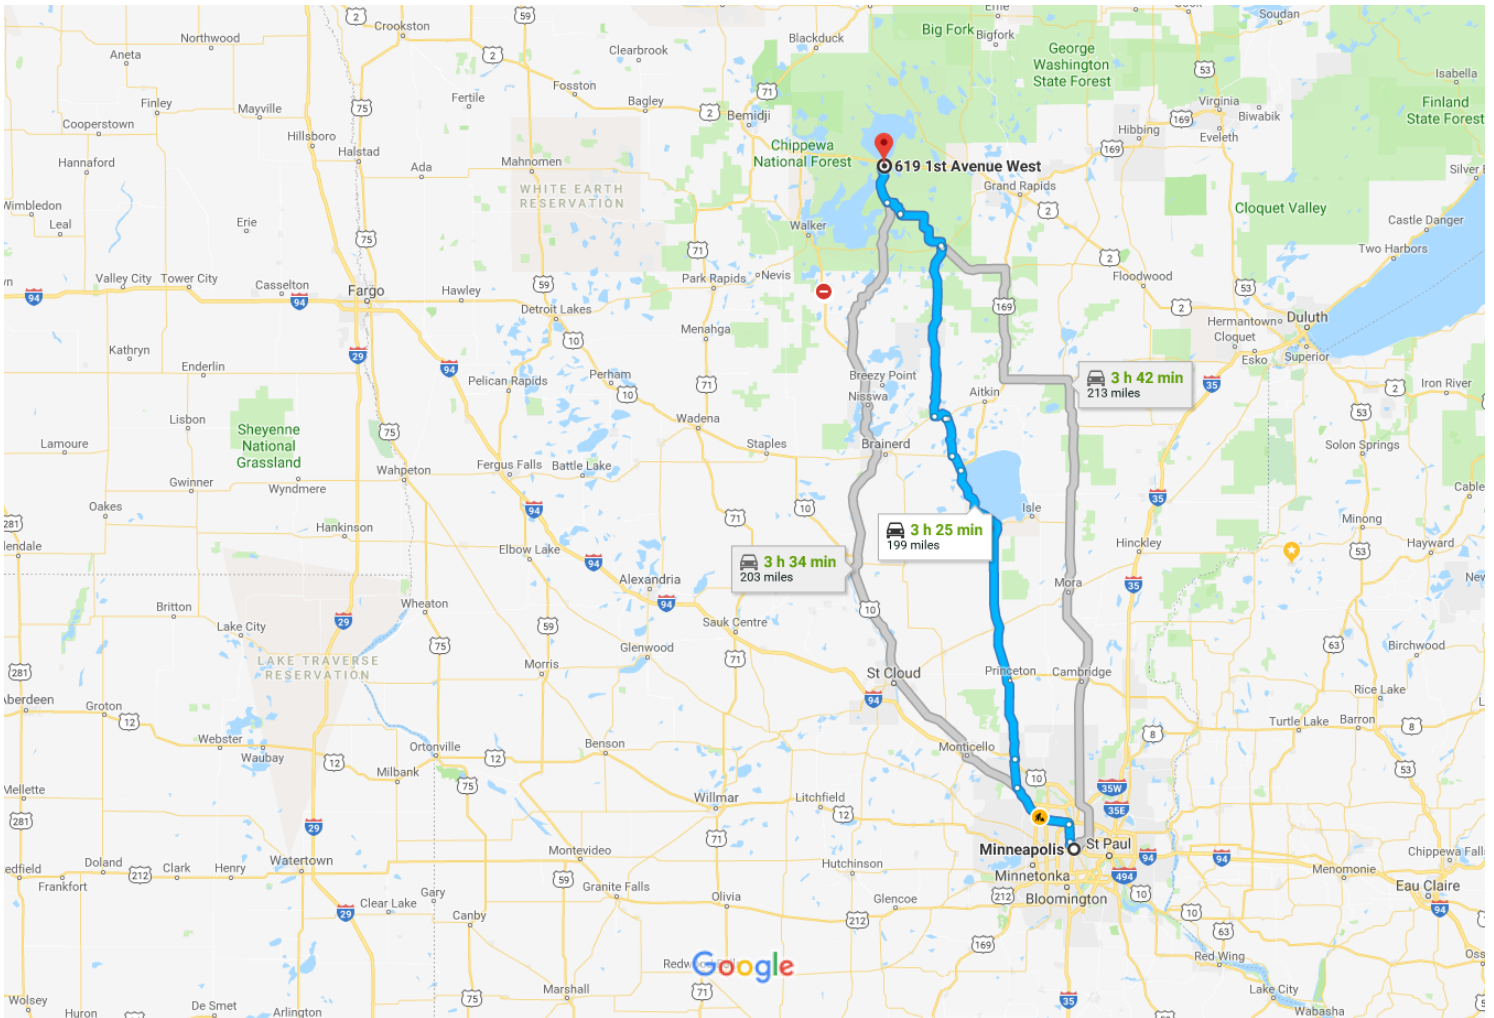 Crookston
Northwood
Aneta
Clearbrook
Blackduck
Big Fork
Bigfork
Soudan
George
Washington
State Forest
Isabella
Finland
State Forest
Finley
Mayville
Cooperstown
Hillsboro
Halstad
Fertile
Fosston
Bagley
Bemidji
Hibbing
Virginia
Biwabik
Eveleth
Hannaford
Ada
Mahnomen
Chippewa
National Forest
619 1st Avenue West
Grand Rapids
WHITE EARTH
RESERVATION
Wimbledon
Leal
Erie
Walker
Cloquet Valley
Castle Danger
Two Harbors
Valley City
Tower City
Casselton
Fargo
Hawley
Park Rapids
Nevis
Floodwood
Detroit Lakes
Menahga
Hermantown
Duluth
Cloquet
Esko
Superior
Kathryn
Enderlin
Pelican Rapids
Perham
Breezy Point
Nisswa
Aitkin
3 h 42 min
213 miles
Iron River
Lisbon
Sheyenne
National
Grassland
Lamoure
Wadena
Staples
Brainerd
Solon Springs
Wahpeton
Fergus Falls
Battle Lake
Gwinner
Wyndmere
Oakes
Hankinson
Isle
Minong
Hayward
3 h 25 min
199 miles
Hinckley
Elbow Lake
3 h 34 min
203 miles
Alexandria
Mora
Britton
Lake City
Wheaton
Sauk Centre
Glenwood
Birchwood
LAKE TRAVERSE
RESERVATION
Morris
St Cloud
Princeton
Cambridge
Rice Lake
Aberdeen
Groton
Webster
Waubay
Ortonville
Benson
Monticello
Turtle Lake
Barron
Milbank
Mellette
Willmar
Litchfield
Montevideo
Minneapolis
St Paul
Doland
Clark
Henry
Watertown
Frankfort
Hutchinson
Minnetonka
Bloomington
Menomonie
Eau Claire
Gary
Clear Lake
Granite Falls
Canby
Olivia
Glencoe
Red Wing
Google
Marshall
Lake City
Wabasha
Wolsey
Huron
De Smet
Arlington